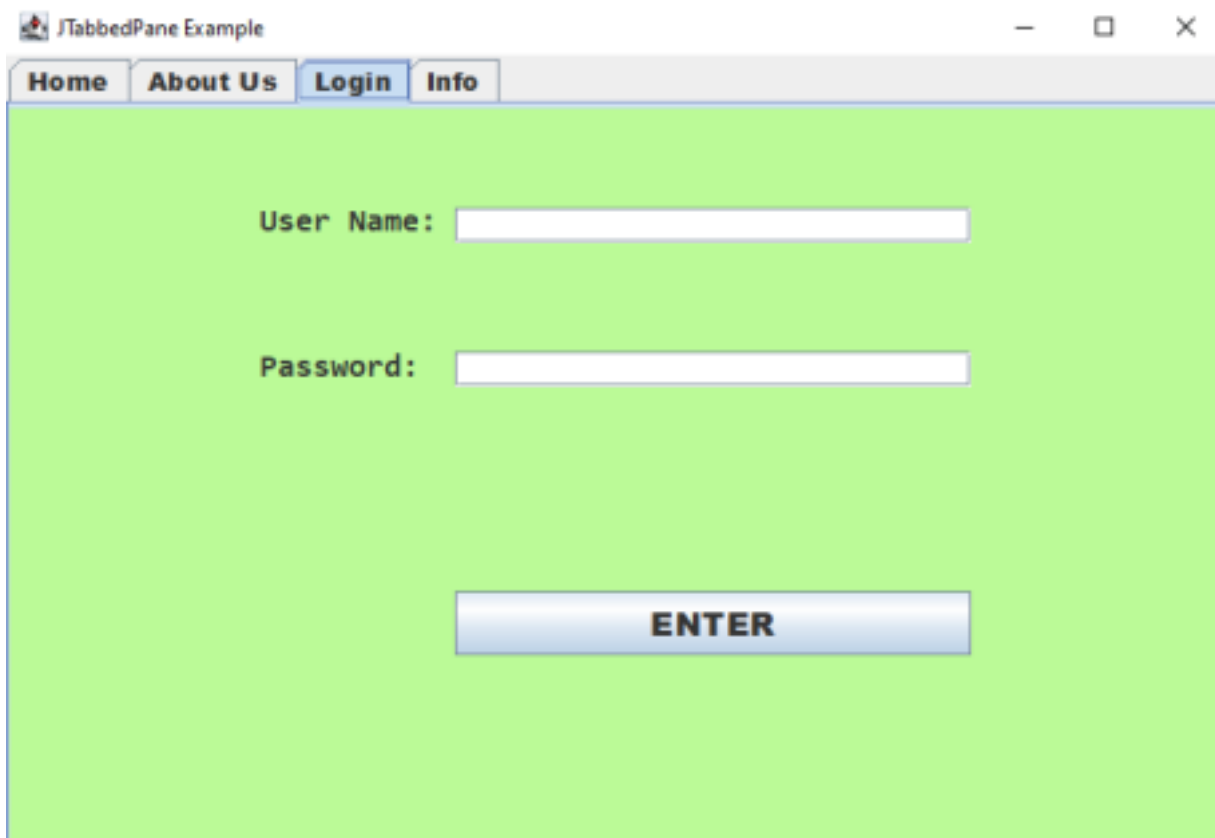 JTabbedPane Example
Home About Us Login Info
User Name:
Password:
ENTER